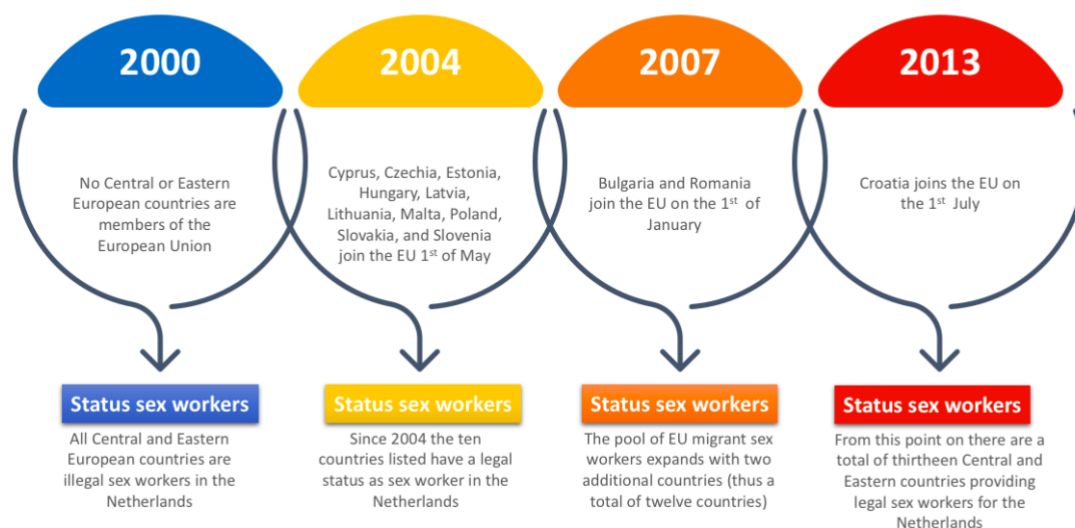 2000
No Central or Eastern
European countries are
members of the
European Union
Status sex workers
All Central and Eastern
European countries are
illegal sex workers in the
Netherlands
2004
Cyprus, Czechia, Estonia,
Hungary, Latvia,
Lithuania, Malta, Poland,
Slovakia, and Slovenia
join the EU 1st of May
Status sex workers
Since 2004 the ten
countries listed have a legal
status as sex worker in the
Netherlands
2007
Bulgaria and Romania
join the EU on the 1st of
January
Status sex workers
The pool of EU migrant sex
workers expands with two
additional countries (thus a
total of twelve countries)
2013
Croatia joins the EU on
the 1st July
Status sex workers
From this point on there are a
total of thirtheen Central and
Eastern countries providing
legal sex workers for the
Netherlands